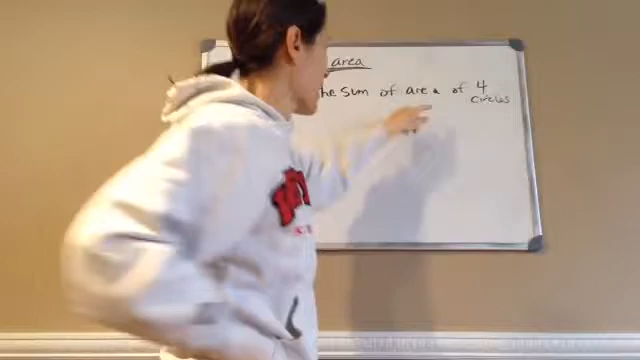 area
the sum of area of 4
circles